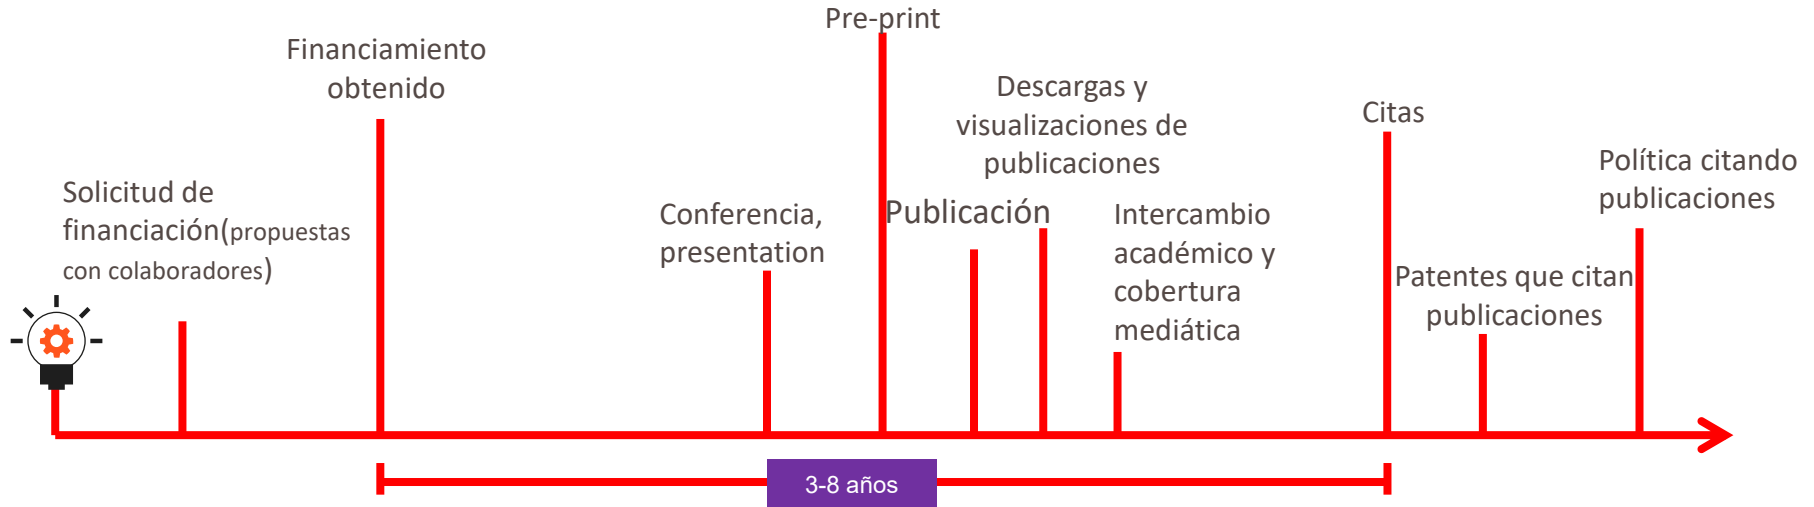 Solicitud de
financiación(propuestas
con colaboradores)
Financiamiento
obtenido
Conferencia,
presentation
Pre-print
Publicación
Descargas y
visualizaciones de
publicaciones
Intercambio
académico y
cobertura
mediática
Citas
Patentes que citan
publicaciones
Política citando
publicaciones
3-8 años